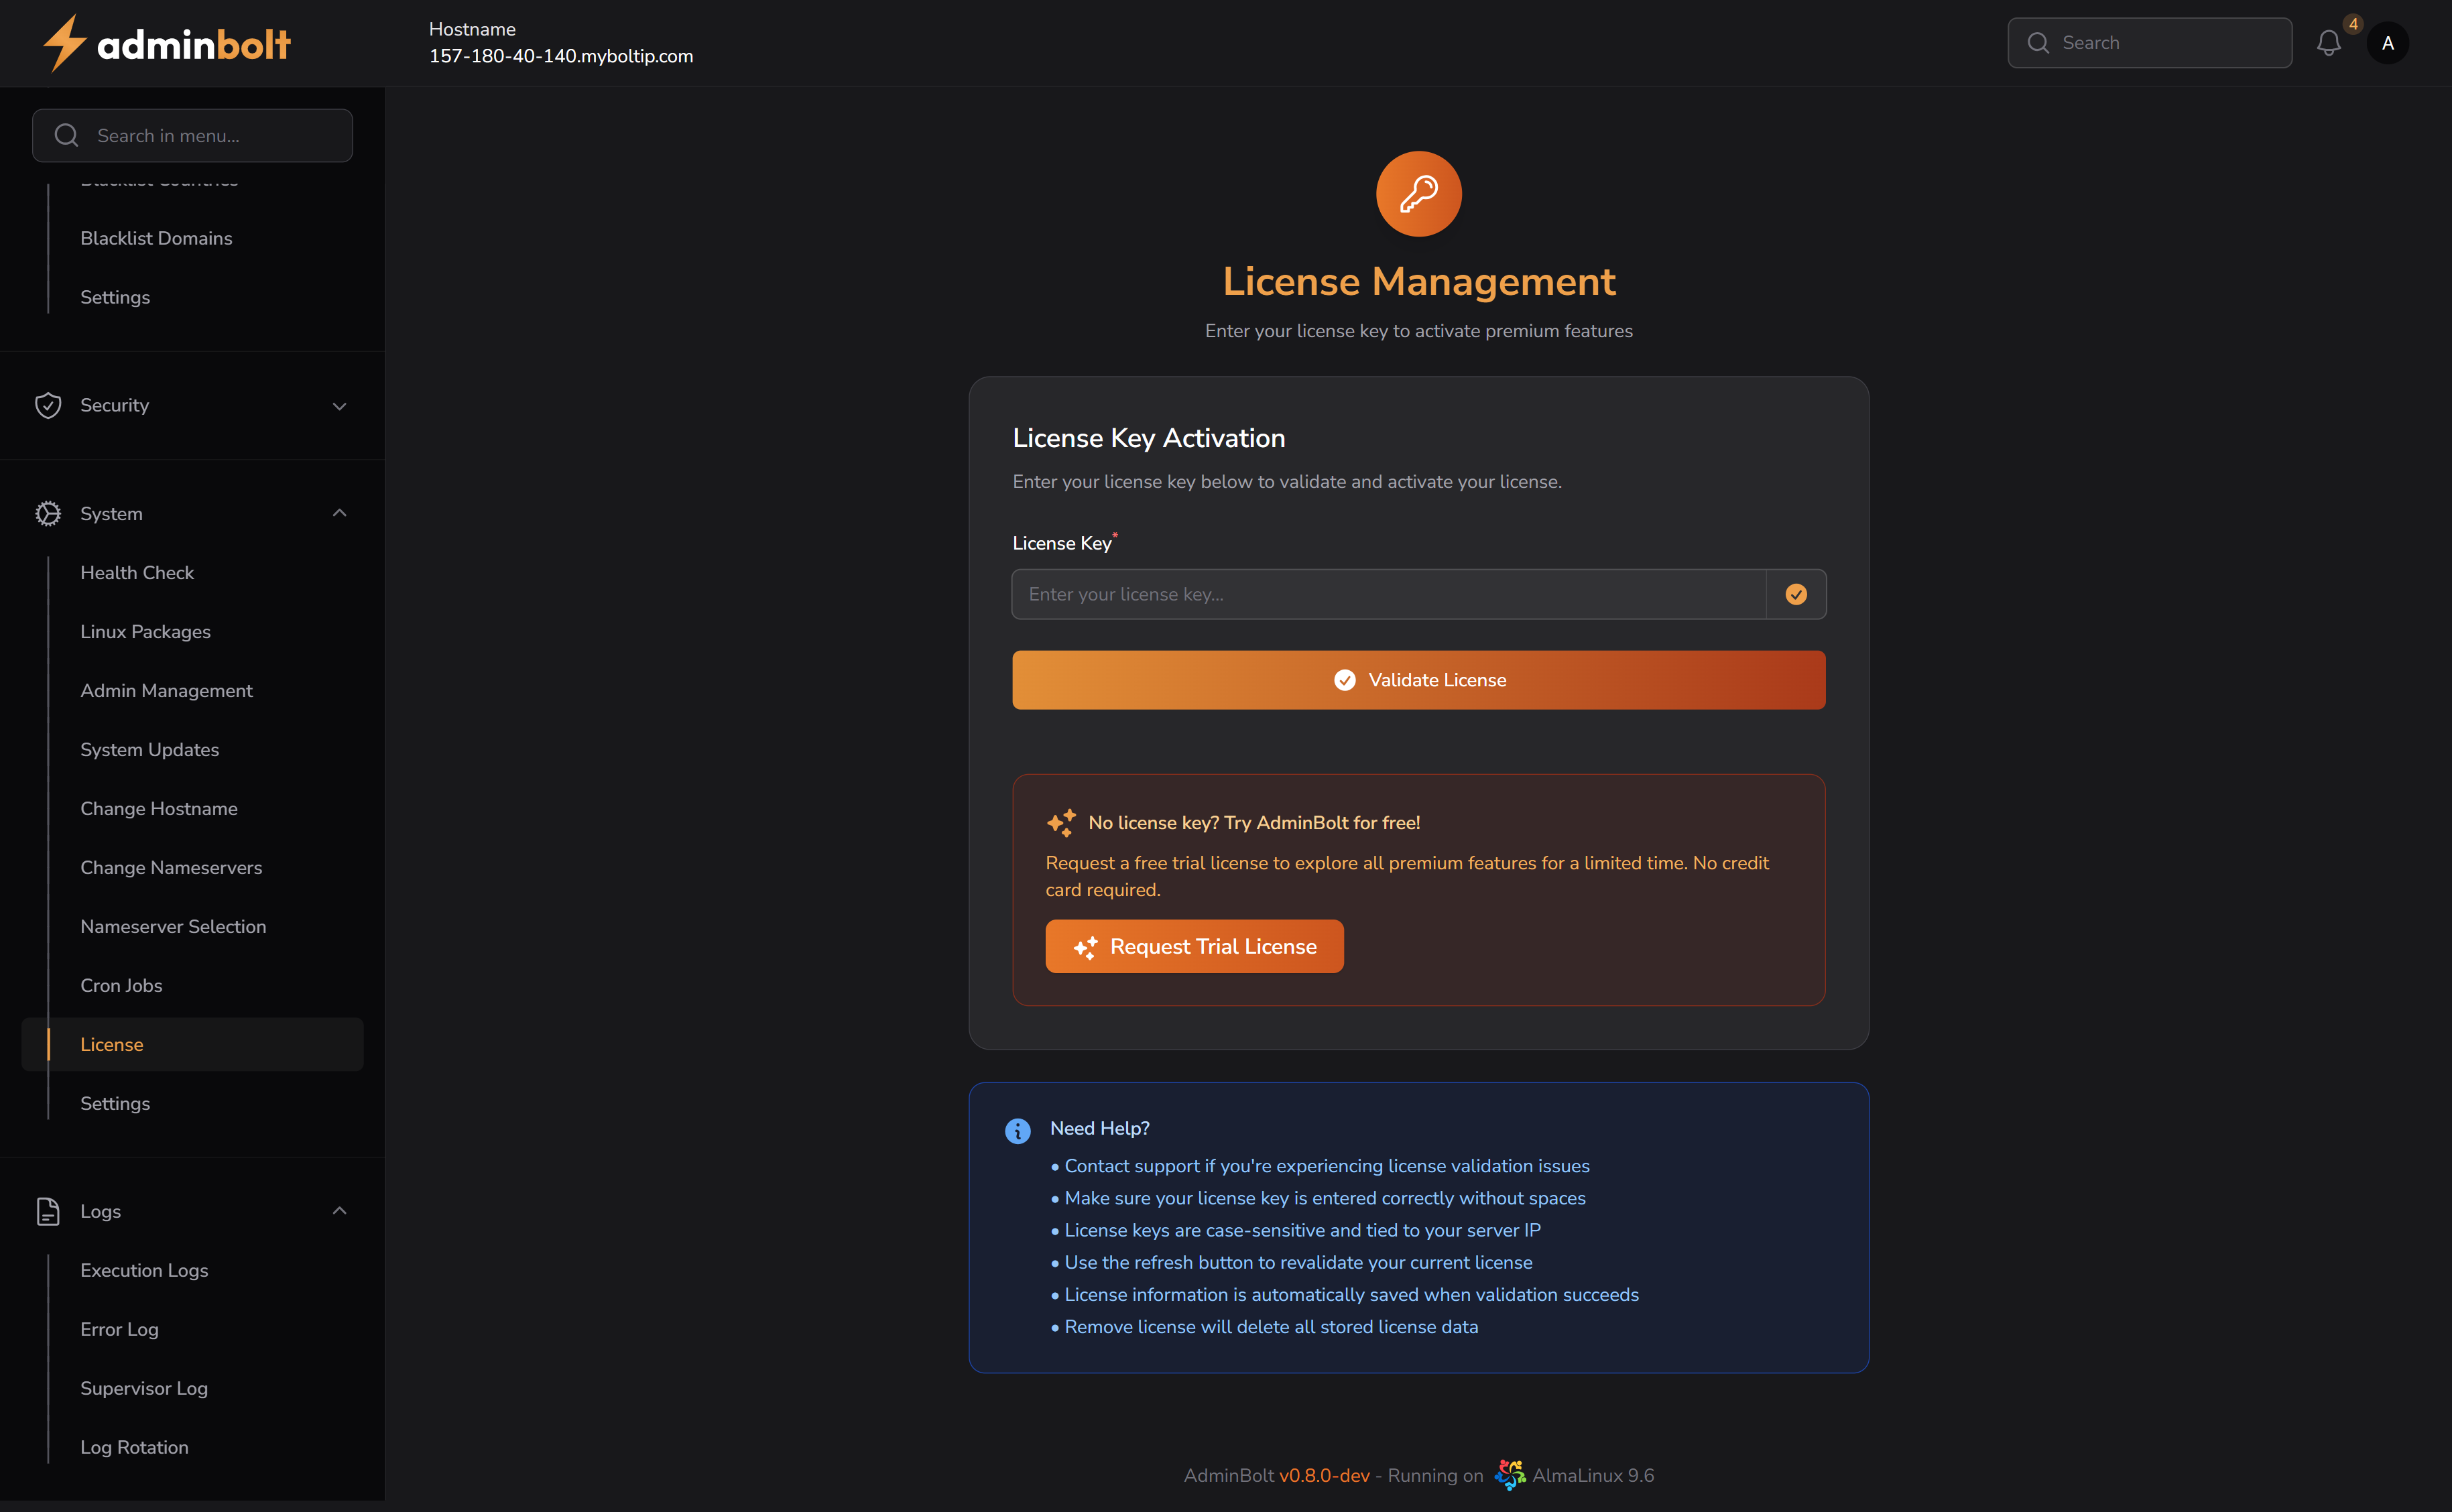 adminbolt
Hostname
157-180-40-140.myboltip.com
Search
4
A
Search in menu...
Blacklist Countries
Blacklist Domains
Settings
Security
System
Health Check
Linux Packages
Admin Management
System Updates
Change Hostname
Change Nameservers
Nameserver Selection
Cron Jobs
License
Settings
Logs
Execution Logs
Error Log
Supervisor Log
Log Rotation
License Management
Enter your license key to activate premium features
License Key Activation
Enter your license key below to validate and activate your license.
License Key*
Enter your license key...
Validate License
No license key? Try AdminBolt for free!
Request a free trial license to explore all premium features for a limited time. No credit
card required.
Request Trial License
Need Help?
• Contact support if you're experiencing license validation issues
• Make sure your license key is entered correctly without spaces
• License keys are case-sensitive and tied to your server IP
• Use the refresh button to revalidate your current license
• License information is automatically saved when validation succeeds
• Remove license will delete all stored license data
AdminBolt v0.8.0-dev - Running on AlmaLinux 9.6